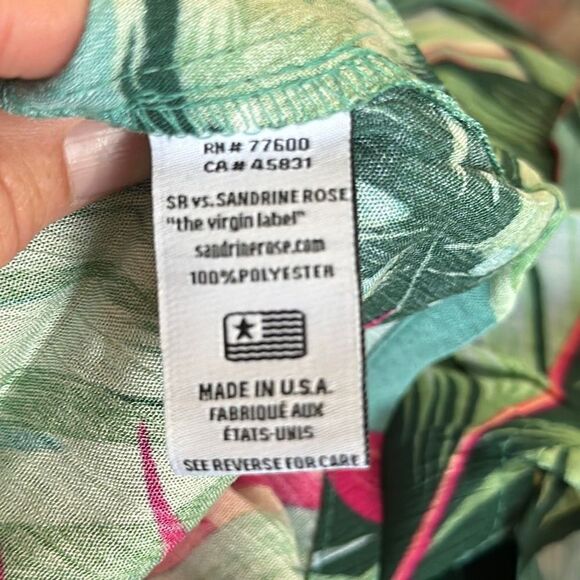 RN # 77600
CA # 45831
SR vs. SANDRINE ROSE
"the virgin label"
sandrinerose.com
100% POLYESTER
MADE IN U.S.A.
FABRIQUÉ AUX
ÉTATS-UNIS
SEE REVERSE FOR CARE